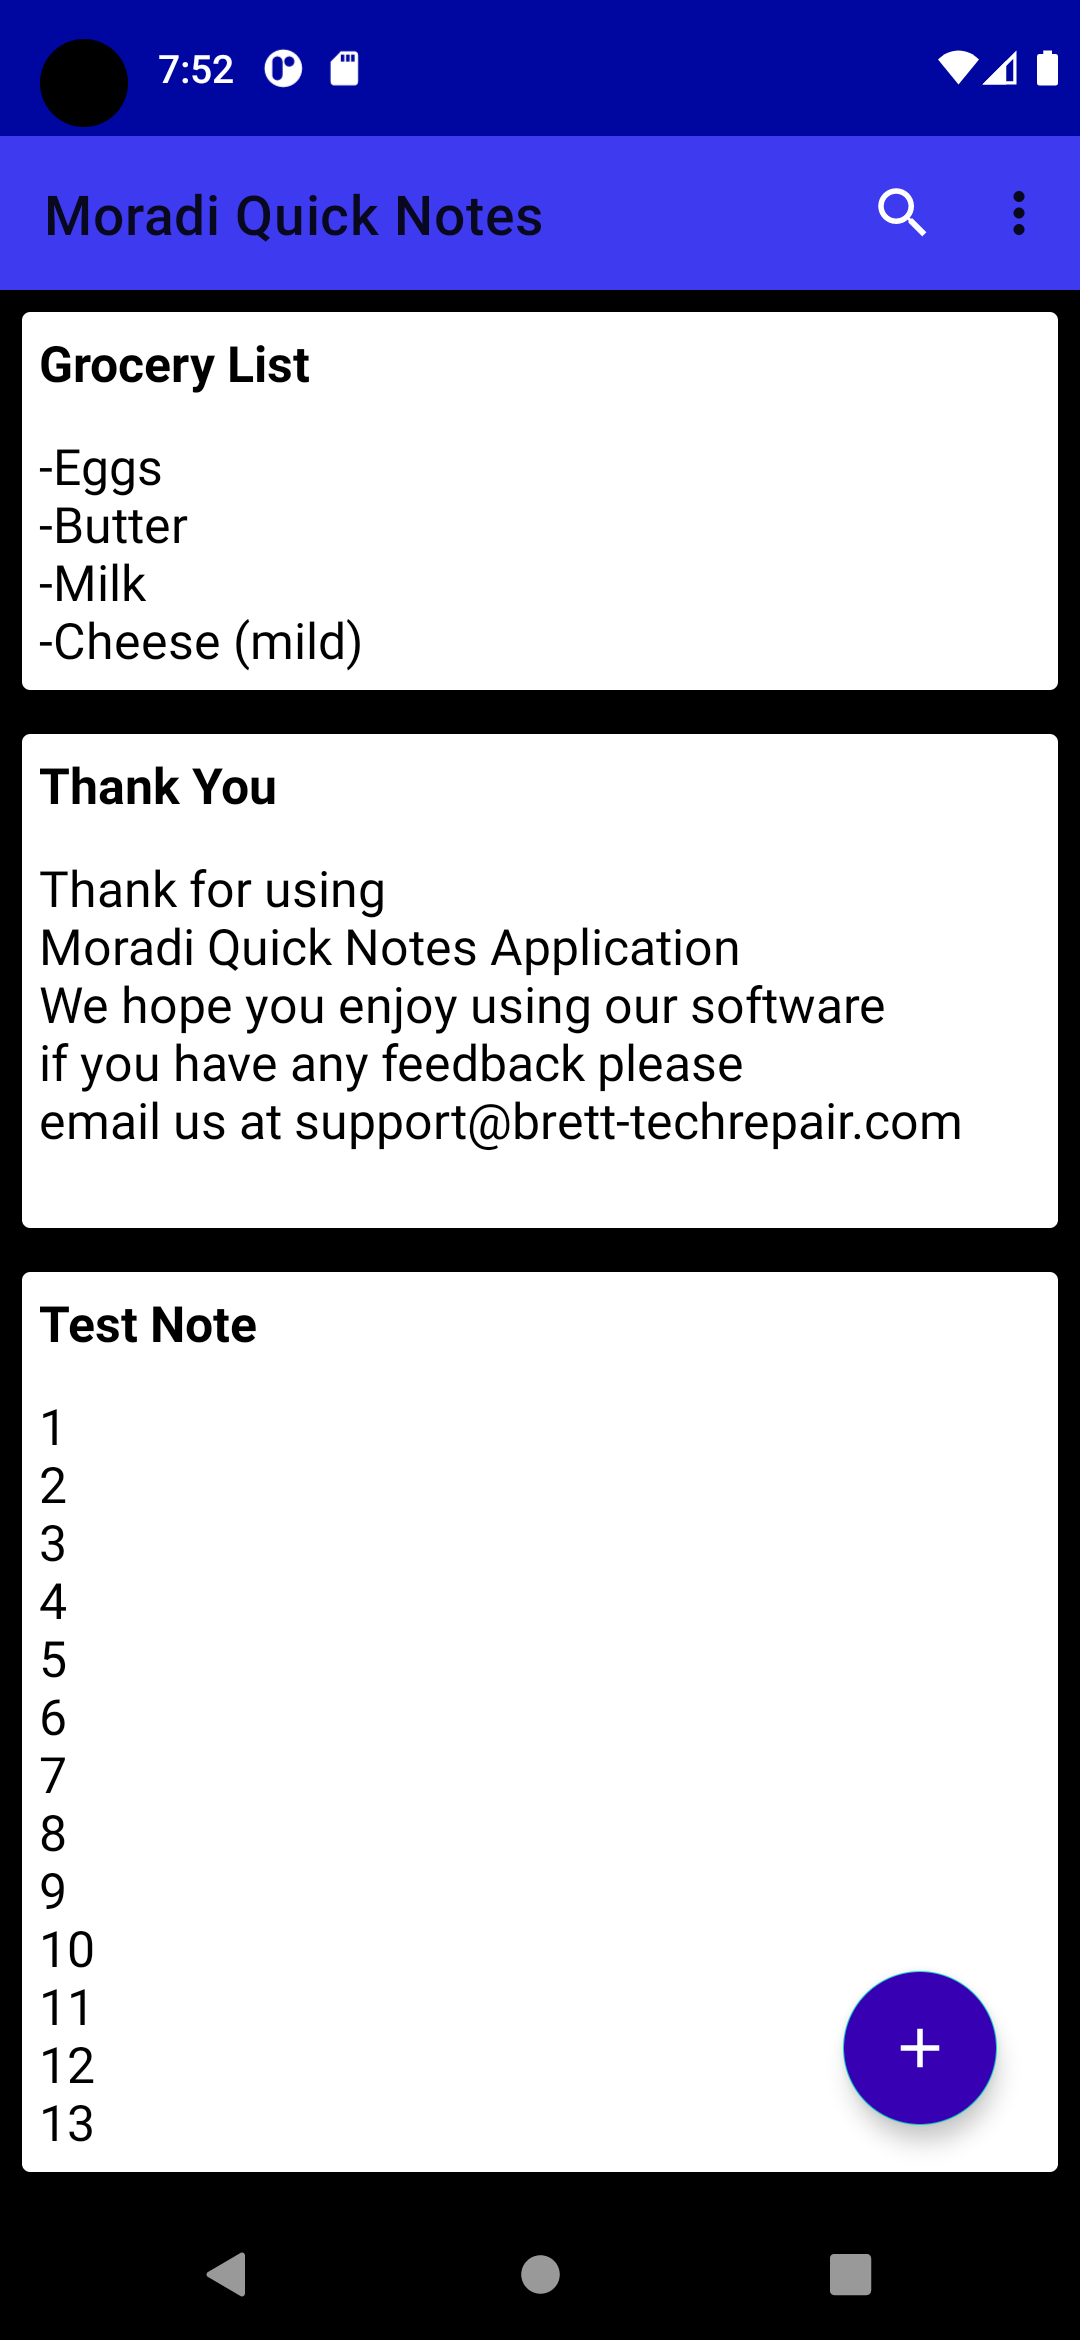 7:52
Moradi Quick Notes
Grocery List
-Eggs
-Butter
-Milk
-Cheese (mild)
Thank You
Thank for using
Moradi Quick Notes Application
We hope you enjoy using our software
if you have any feedback please
email us at support@brett-techrepair.com
Test Note
1
2
3
4
5
6
7
8
9
10
11
12
13